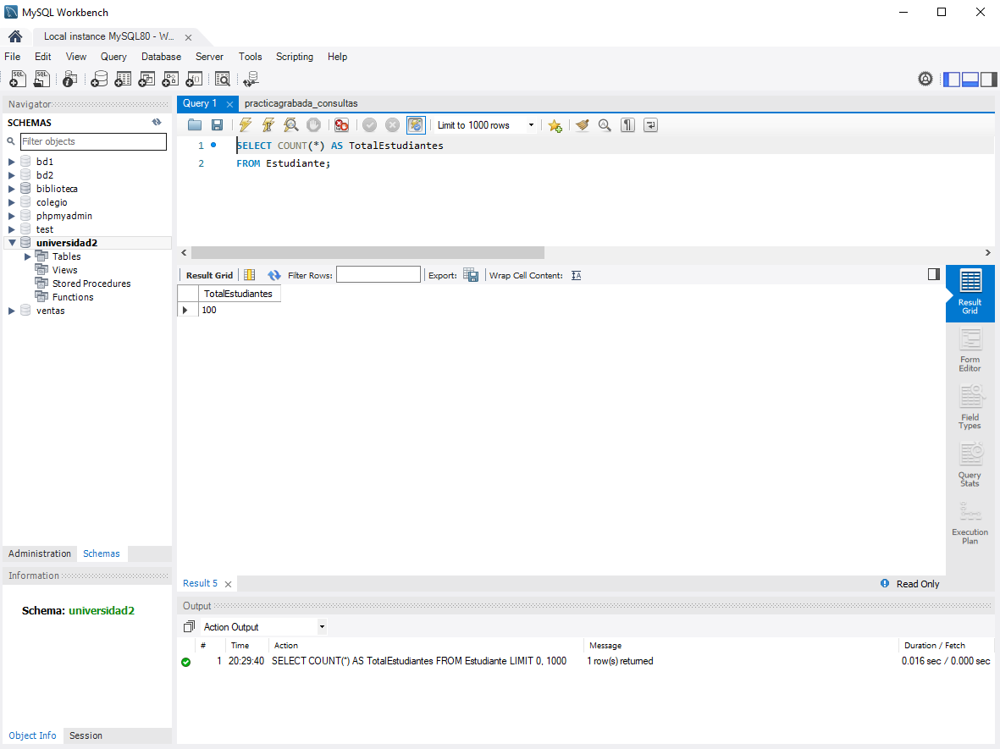 MySQL Workbench
Local instance MySQL80 - W...
File Edit View Query Database Server Tools Scripting Help
Navigator
SCHEMAS
Filter objects
bd1
bd2
biblioteca
colegio
phpmyadmin
test
universidad2
Tables
Views
Stored Procedures
Functions
ventas
Administration Schemas
Information
Schema: universidad2
Object Info Session
Query 1 practicagrabada_consultas
Limit to 1000 rows
1 SELECT COUNT(*) AS TotalEstudiantes
2 FROM Estudiante;
Result Grid Filter Rows: Export: Wrap Cell Content:
TotalEstudiantes
100
Result Grid
Form Editor
Field Types
Query Stats
Execution Plan
Result 5 Read Only
Output
Action Output
# Time Action Message Duration / Fetch
1 20:29:40 SELECT COUNT(*) AS TotalEstudiantes FROM Estudiante LIMIT 0, 1000 1 row(s) returned 0.016 sec / 0.000 sec